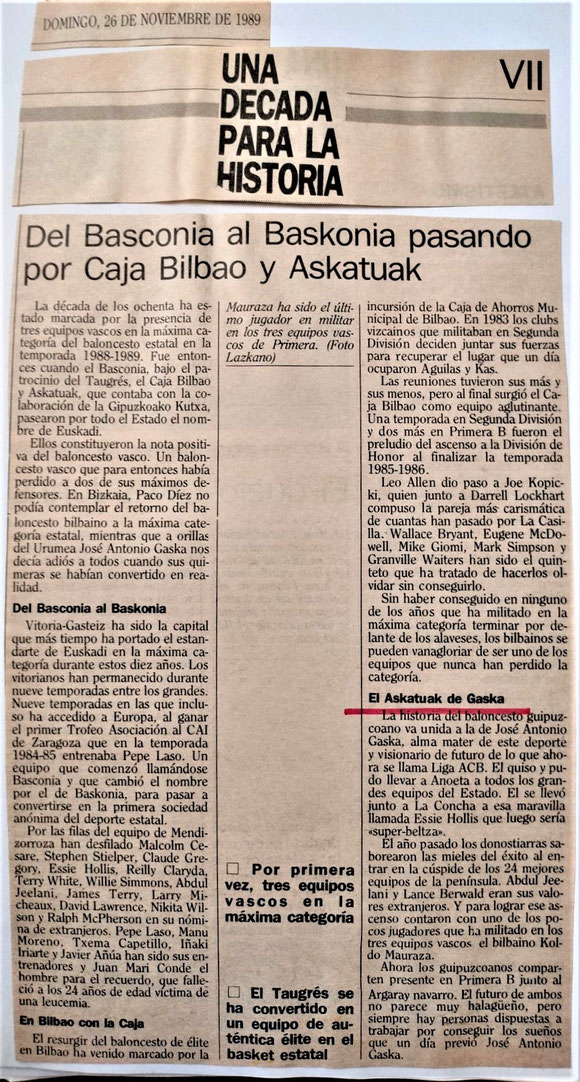 DOMINGO, 26 DE NOVIEMBRE DE 1989
UNA
DECADA
PARA LA
HISTORIA
VII
Del Basconia al Baskonia pasando
por Caja Bilbao y Askatuak
La década de los ochenta ha es-
tado marcada por la presencia de
tres equipos vascos en la máxima ca-
tegoría del baloncesto estatal en la
temporada 1988-1989. Fue enton-
ces cuando el Basconia, bajo el pa-
trocinio del Taugrés, el Caja Bilbao
y Askatuak, que contaba con la co-
laboración de la Gipuzkoako Kutxa,
pasearon por todo el Estado el nom-
bre de Euskadi.
Ellos constituyeron la nota positi-
va del baloncesto vasco. Un balon-
cesto vasco que para entonces había
perdido a dos de sus máximos de-
fensores. En Bizkaia, Paco Díez no
podía contemplar el retorno del ba-
loncesto bilbaino a la máxima cate-
goría estatal, mientras que a orillas
del Urumea José Antonio Gaska nos
decía adiós a todos cuando sus qui-
meras se habían convertido en rea-
lidad.
Del Basconia al Baskonia
Vitoria-Gasteiz ha sido la capital
que más tiempo ha portado el estan-
darte de Euskadi en la máxima ca-
tegoría durante estos diez años. Los
vitorianos han permanecido durante
nueve temporadas entre los grandes.
Nueve temporadas en las que inclu-
so ha accedido a Europa, al ganar
el primer Trofeo Asociación al CAI
de Zaragoza que en la temporada
1984-85 entrenaba Pepe Laso. Un
equipo que comenzó llamándose
Basconia y que cambió el nombre
por el de Baskonia, para pasar a
convertirse en la primera sociedad
anónima del deporte estatal.
Por las filas del equipo de Mendi-
zorroza han desfilado Malcolm Ce-
sare, Stephen Stielper, Claude Gre-
gory, Essie Hollis, Reilly Claryda,
Terry White, Willie Simmons, Abdul
Jeelani, James Terry, Larry Mi-
cheaux, David Lawrence, Nikita Wil-
son y Ralph McPherson en su nómi-
na de extranjeros. Pepe Laso, Manu
Moreno, Txema Capetillo, Iñaki
Iriarte y Javier Añúa han sido sus en-
trenadores y Juan Mari Conde el
hombre para el recuerdo, que falle-
ció a los 24 años de edad víctima de
una leucemia.
En Bilbao con la Caja
El resurgir del baloncesto de élite
en Bilbao ha venido marcado por la
Mauraza ha sido el últi-
mo jugador en militar
en los tres equipos vas-
cos de Primera. (Foto
Lazkano)
□ Por primera
vez, tres equipos
vascos en la
máxima categoría
□ El Taugrés se
ha convertido en
un equipo de au-
téntica élite en el
basket estatal
incursión de la Caja de Ahorros Mu-
nicipal de Bilbao. En 1983 los clubs
vizcainos que militaban en Segunda
División deciden juntar sus fuerzas
para recuperar el lugar que un día
ocuparon Aguilas y Kas.
Las reuniones tuvieron sus más y
sus menos, pero al final surgió el Ca-
ja Bilbao como equipo aglutinante.
Una temporada en Segunda División
y dos más en Primera B fueron el
preludio del ascenso a la División de
Honor al finalizar la temporada
1985-1986.
Leo Allen dio paso a Joe Kopic-
ki, quien junto a Darrell Lockhart
compuso la pareja más carismática
de cuantas han pasado por La Casi-
lla. Wallace Bryant, Eugene McDo-
well, Mike Giomi, Mark Simpson y
Granville Waiters han sido el quin-
teto que ha tratado de hacerlos ol-
vidar sin conseguirlo.
Sin haber conseguido en ninguno
de los años que ha militado en la
máxima categoría terminar por de-
lante de los alaveses, los bilbainos se
pueden vanagloriar de ser uno de los
equipos que nunca han perdido la
categoría.
El Askatuak de Gaska
La historia del baloncesto guipuz-
coano va unida a la de José Antonio
Gaska, alma mater de este deporte
y visionario de futuro de lo que aho-
ra se llama Liga ACB. El quiso y pu-
do llevar a Anoeta a todos los gran-
des equipos del Estado. El se llevó
junto a La Concha a esa maravilla
llamada Essie Hollis que luego sería
«super-beltza».
El año pasado los donostiarras sa-
borearon las mieles del éxito al en-
trar en la cúspide de los 24 mejores
equipos de la península. Abdul Jee-
lani y Lance Berwald eran sus valo-
res extranjeros. Y para lograr ese as-
censo contaron con uno de los po-
cos jugadores que ha militado en los
tres equipos vascos el bilbaino Kol-
do Mauraza.
Ahora los guipuzcoanos compar-
ten presente en Primera B junto al
Argaray navarro. El futuro de ambos
no parece muy halagüeño, pero
siempre hay personas dispuestas a
trabajar por conseguir los sueños
que un día previó José Antonio
Gaska.